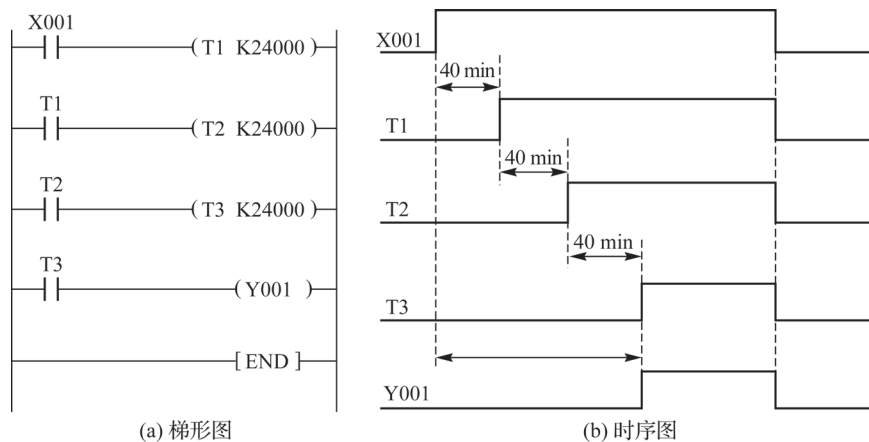 X001
T1 K24000
T1
T2 K24000
T2
T3 K24000
T3
Y001
END
(a) 梯形图
X001
40 min
T1
40 min
T2
40 min
T3
Y001
(b) 时序图